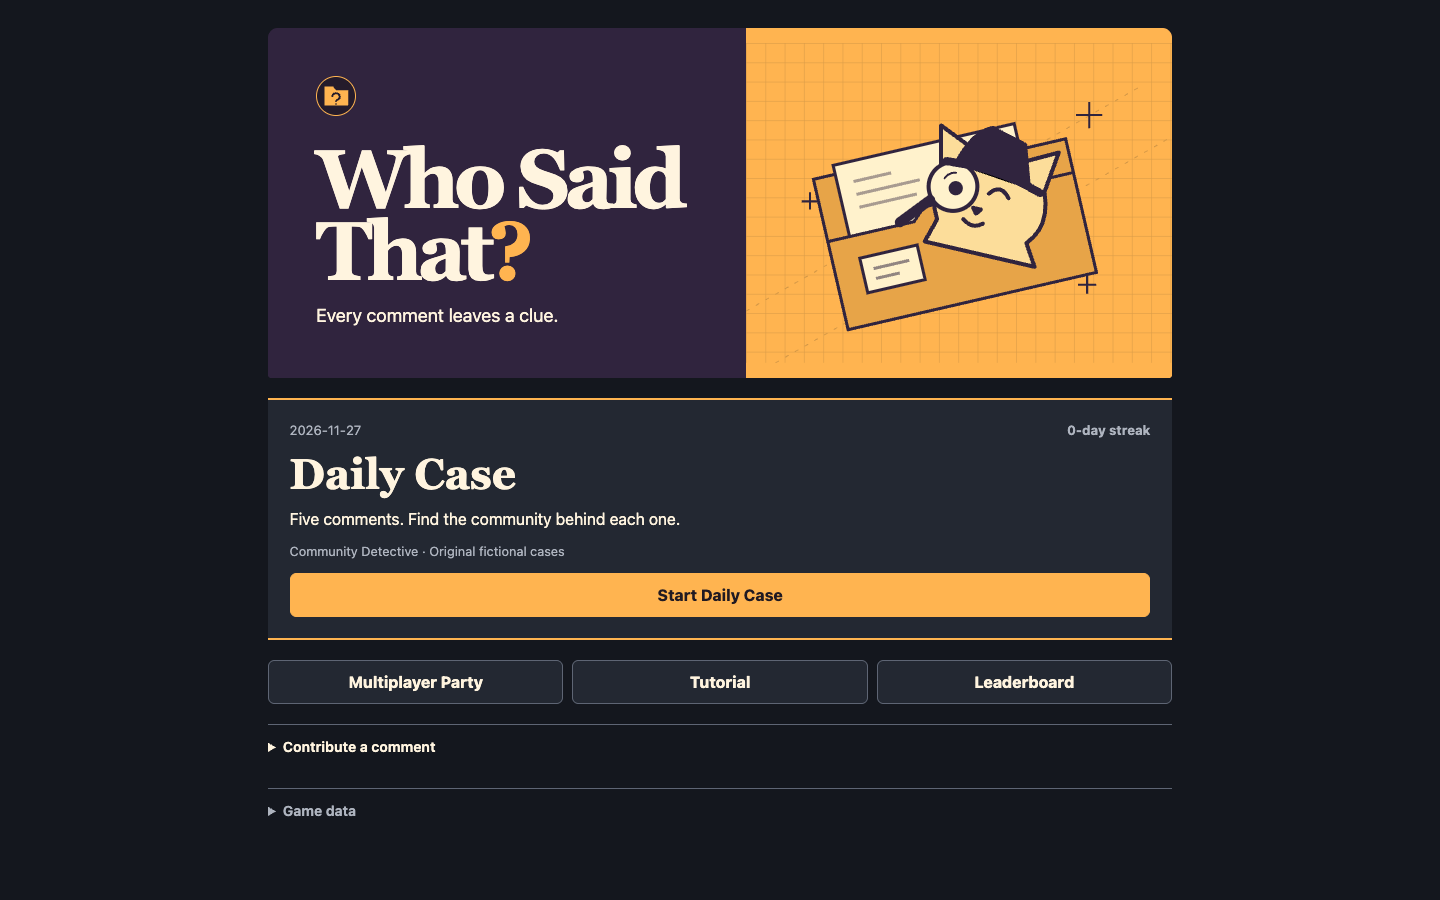 Who Said
That?
Every comment leaves a clue.
2026-11-27
0-day streak
Daily Case
Five comments. Find the community behind each one.
Community Detective · Original fictional cases
Start Daily Case
Multiplayer Party
Tutorial
Leaderboard
Contribute a comment
Game data